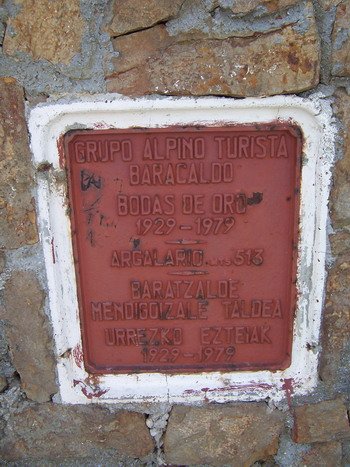 GRUPO ALPINO TURISTA
BARACALDO
BODAS DE ORO
1929-1979
ARGALARIO 513
BARATZALDE
MENDIGOIZALE TALDEA
URREZKO EZTEIAK
1929-1979